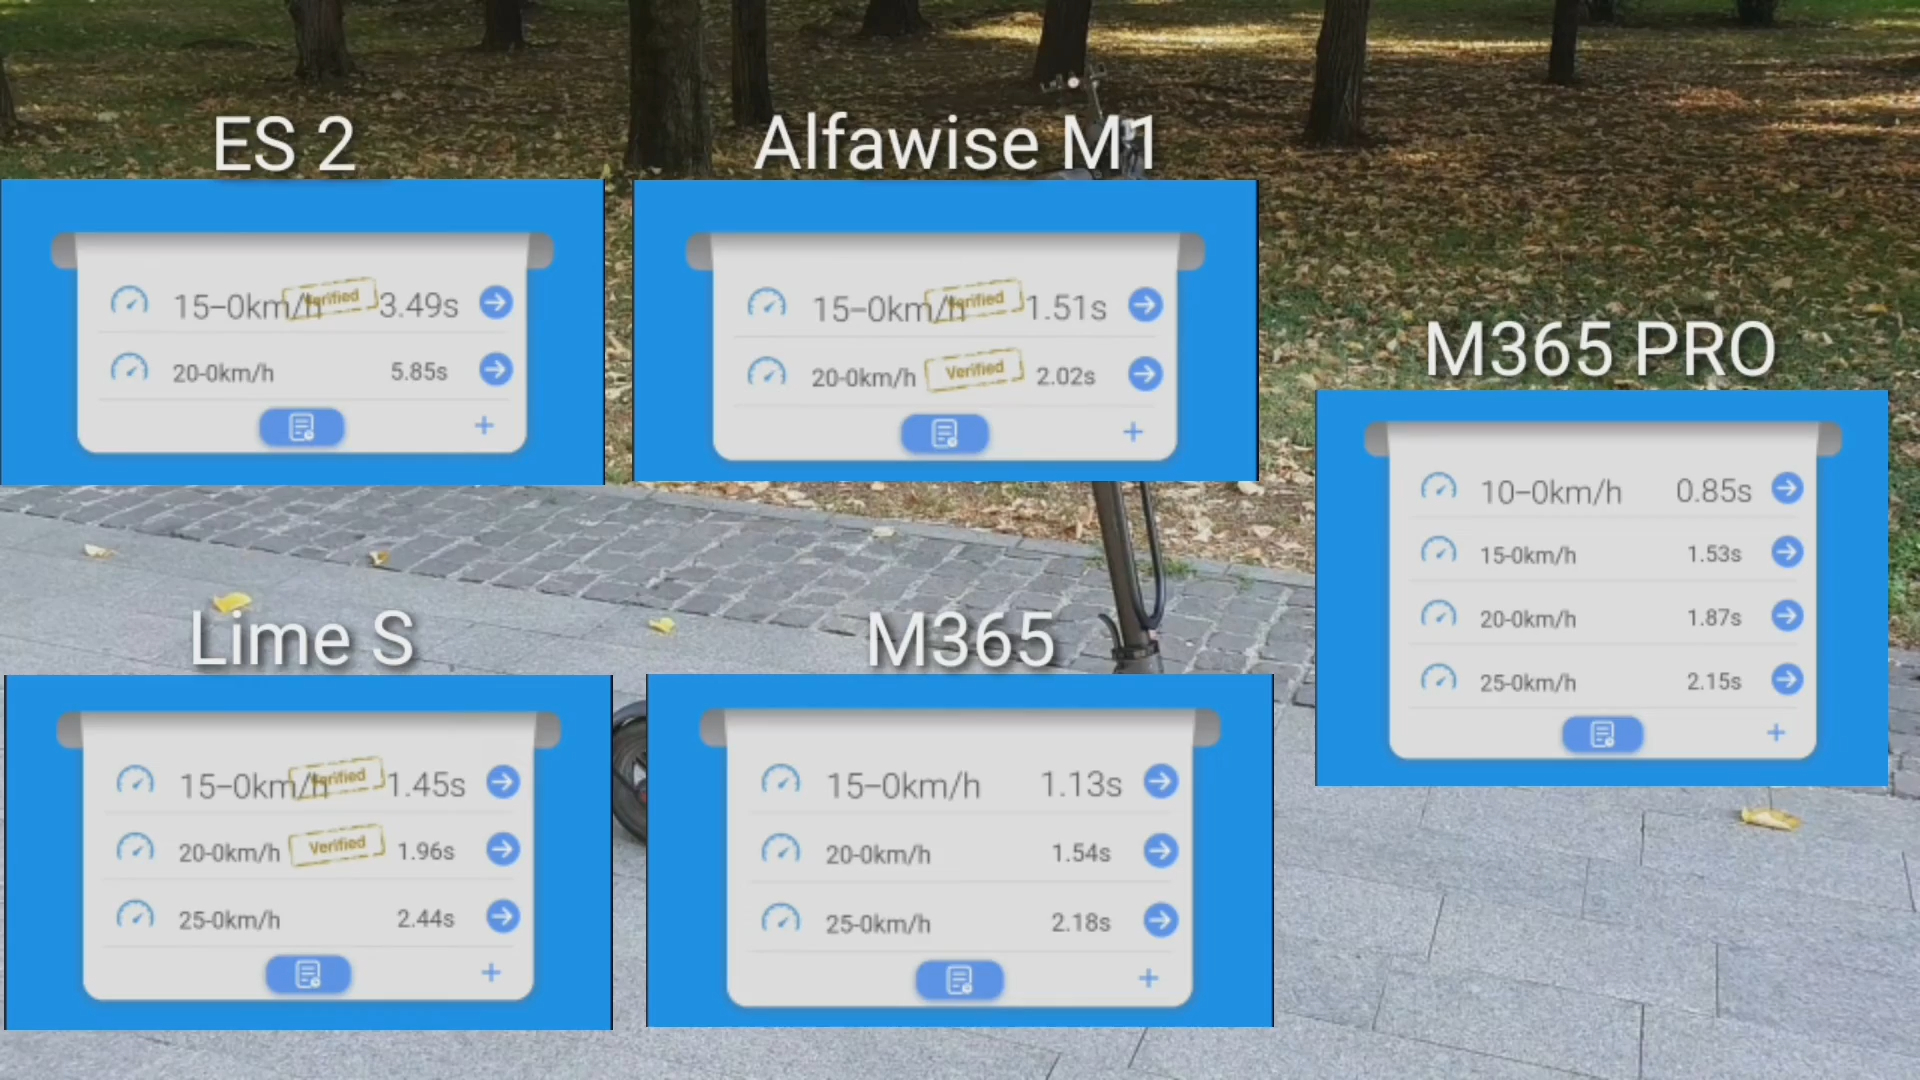 ES 2
15–0km/h Verified 3.49s
20-0km/h 5.85s
+
Alfawise M1
15–0km/h Verified 1.51s
20-0km/h Verified 2.02s
+
M365 PRO
10–0km/h 0.85s
15-0km/h 1.53s
20-0km/h 1.87s
25-0km/h 2.15s
+
Lime S
15–0km/h Verified 1.45s
20-0km/h Verified 1.96s
25-0km/h 2.44s
+
M365
15–0km/h 1.13s
20-0km/h 1.54s
25-0km/h 2.18s
+